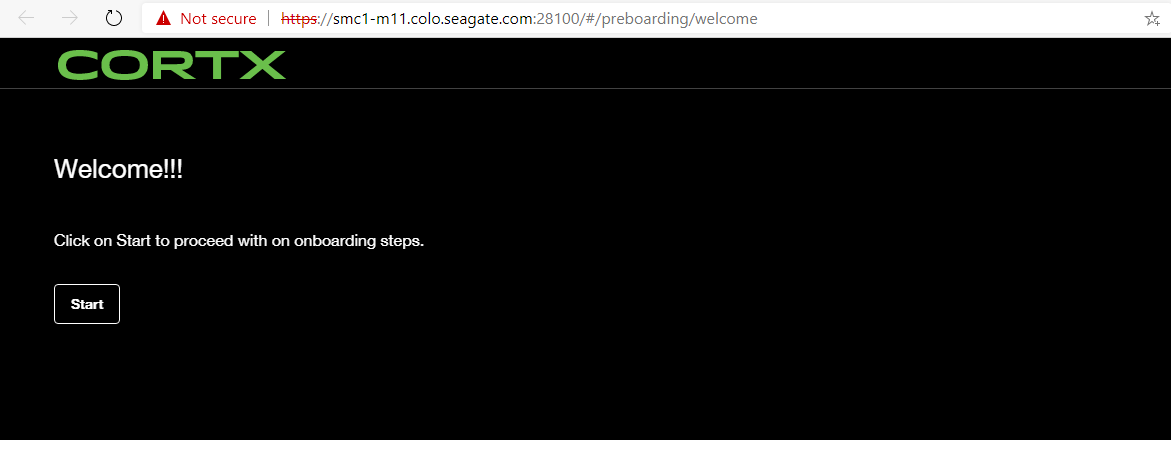 Not secure | https://smc1-m11.colo.seagate.com:28100/#/preboarding/welcome
CORTX
Welcome!!!
Click on Start to proceed with on onboarding steps.
Start